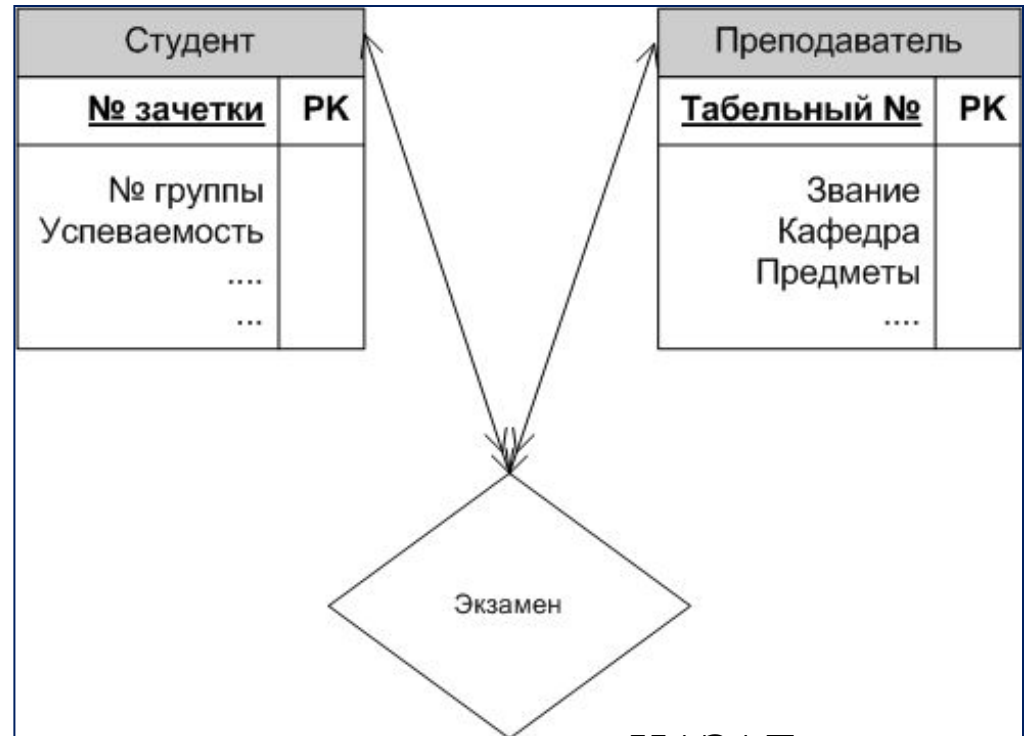 Студент
№ зачетки PK
№ группы
Успеваемость
....
...
Преподаватель
Табельный № PK
Звание
Кафедра
Предметы
....
Экзамен